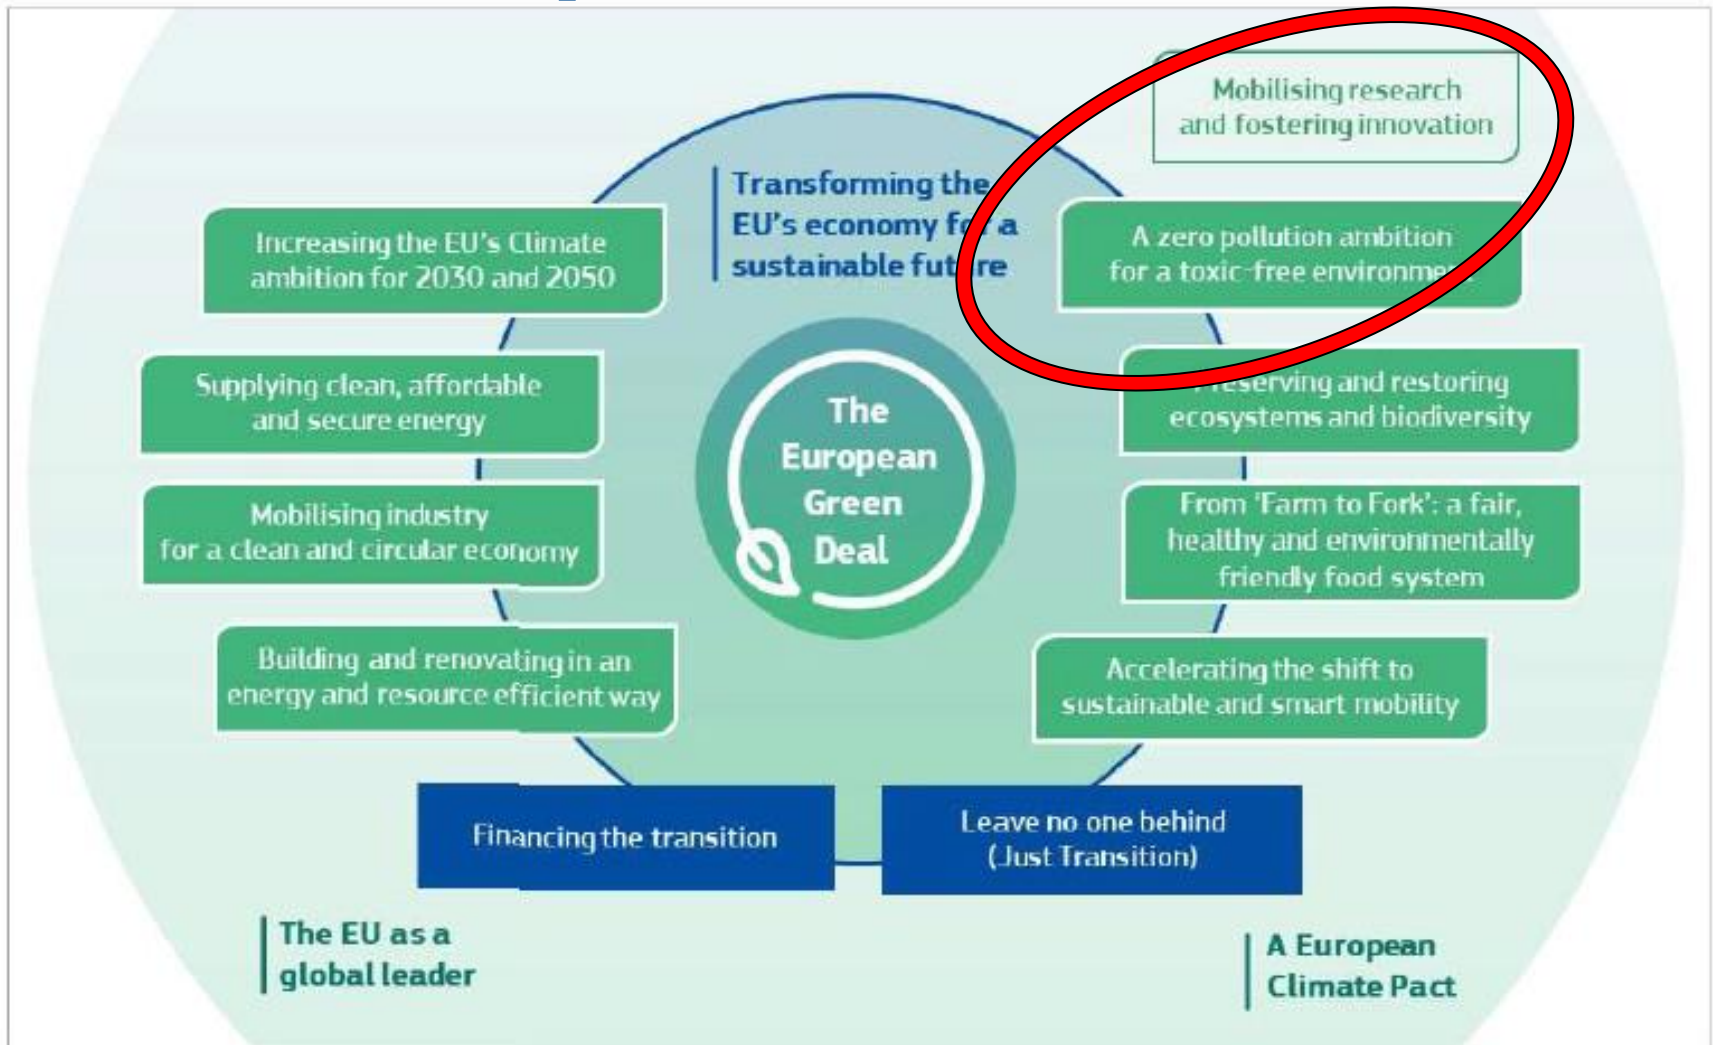 Mobilising research
and fostering innovation
Transforming the
EU's economy for a
sustainable future
Increasing the EU's Climate
ambition for 2030 and 2050
A zero pollution ambition
for a toxic-free environment
Supplying clean, affordable
and secure energy
Preserving and restoring
ecosystems and biodiversity
The
European
Green
Deal
Mobilising industry
for a clean and circular economy
From 'Farm to Fork': a fair,
healthy and environmentally
friendly food system
Building and renovating in an
energy and resource efficient way
Accelerating the shift to
sustainable and smart mobility
Financing the transition
Leave no one behind
(Just Transition)
The EU as a
global leader
A European
Climate Pact